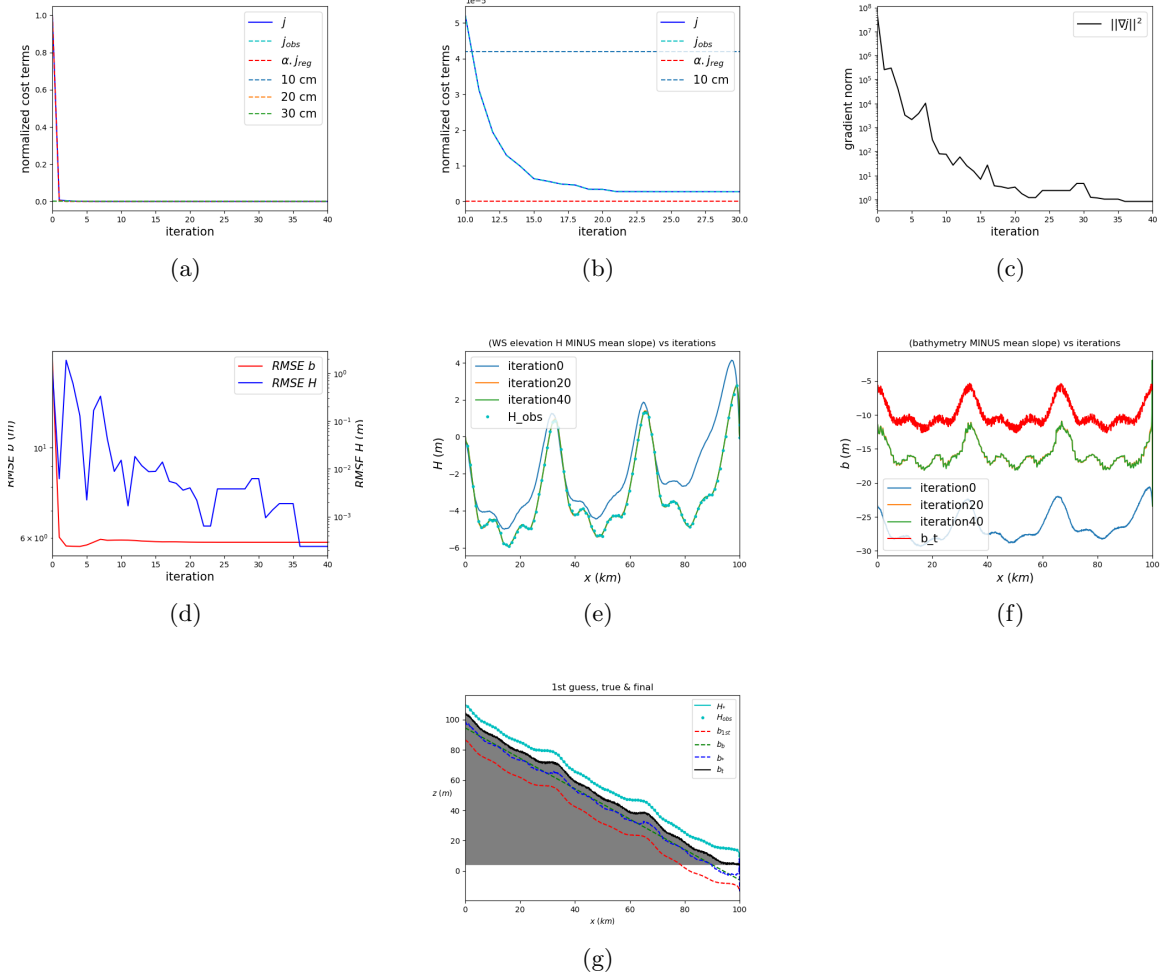 normalized cost terms
1.0
0.8
0.6
0.4
0.2
0.0
0 5 10 15 20 25 30 35 40
iteration
j
j_obs
α.j_reg
10 cm
20 cm
30 cm
(a)
normalized cost terms
5
4
3
2
1
0
10.0 12.5 15.0 17.5 20.0 22.5 25.0 27.5 30.0
iteration
j
j_obs
α.j_reg
10 cm
(b)
gradient norm
10^8
10^7
10^6
10^5
10^4
10^3
10^2
10^1
10^0
0 5 10 15 20 25 30 35 40
iteration
||∇j||^2
(c)
RMSE b (m)
10^1
6 × 10^0
0 5 10 15 20 25 30 35 40
iteration
RMSE b
RMSE H
10^0
10^-1
10^-2
10^-3
RMSE H (m)
(d)
(WS elevation H MINUS mean slope) vs iterations
H (m)
4
2
0
−2
−4
−6
0 20 40 60 80 100
x (km)
iteration0
iteration20
iteration40
H_obs
(e)
(bathymetry MINUS mean slope) vs iterations
b (m)
−5
−10
−15
−20
−25
−30
0 20 40 60 80 100
x (km)
iteration0
iteration20
iteration40
b_t
(f)
1st guess, true & final
z (m)
100
80
60
40
20
0
0 20 40 60 80 100
x (km)
H_*
H_obs
b_1st
b_b
b_*
b_t
(g)